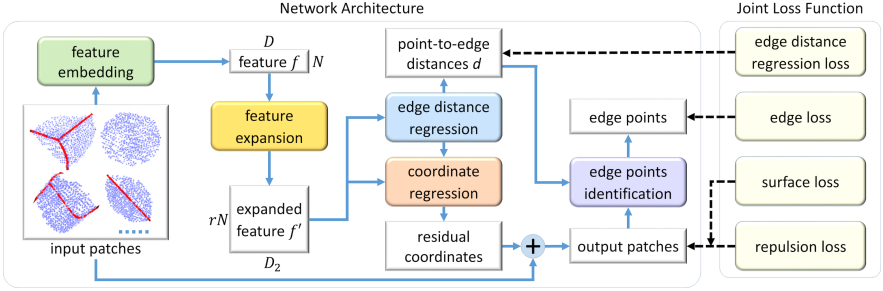 Network Architecture
Joint Loss Function
feature
embedding
D
feature f
N
feature
expansion
rN
expanded
feature f′
D₂
input patches
point-to-edge
distances d
edge distance
regression
coordinate
regression
residual
coordinates
+
edge points
edge points
identification
output patches
edge distance
regression loss
edge loss
surface loss
repulsion loss